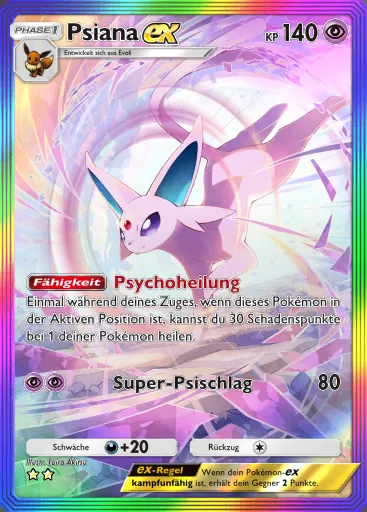 PHASE 1
Psiana ex
KP 140
Entwickelt sich aus Evoli
Fähigkeit Psychoheilung
Einmal während deines Zuges, wenn dieses Pokémon in
der Aktiven Position ist, kannst du 30 Schadenspunkte
bei 1 deiner Pokémon heilen.
Super-Psischlag 80
Schwäche +20 Rückzug
Illustr. Taira Akitsu
ex-Regel Wenn dein Pokémon-ex
kampfunfähig ist, erhält dein Gegner 2 Punkte.